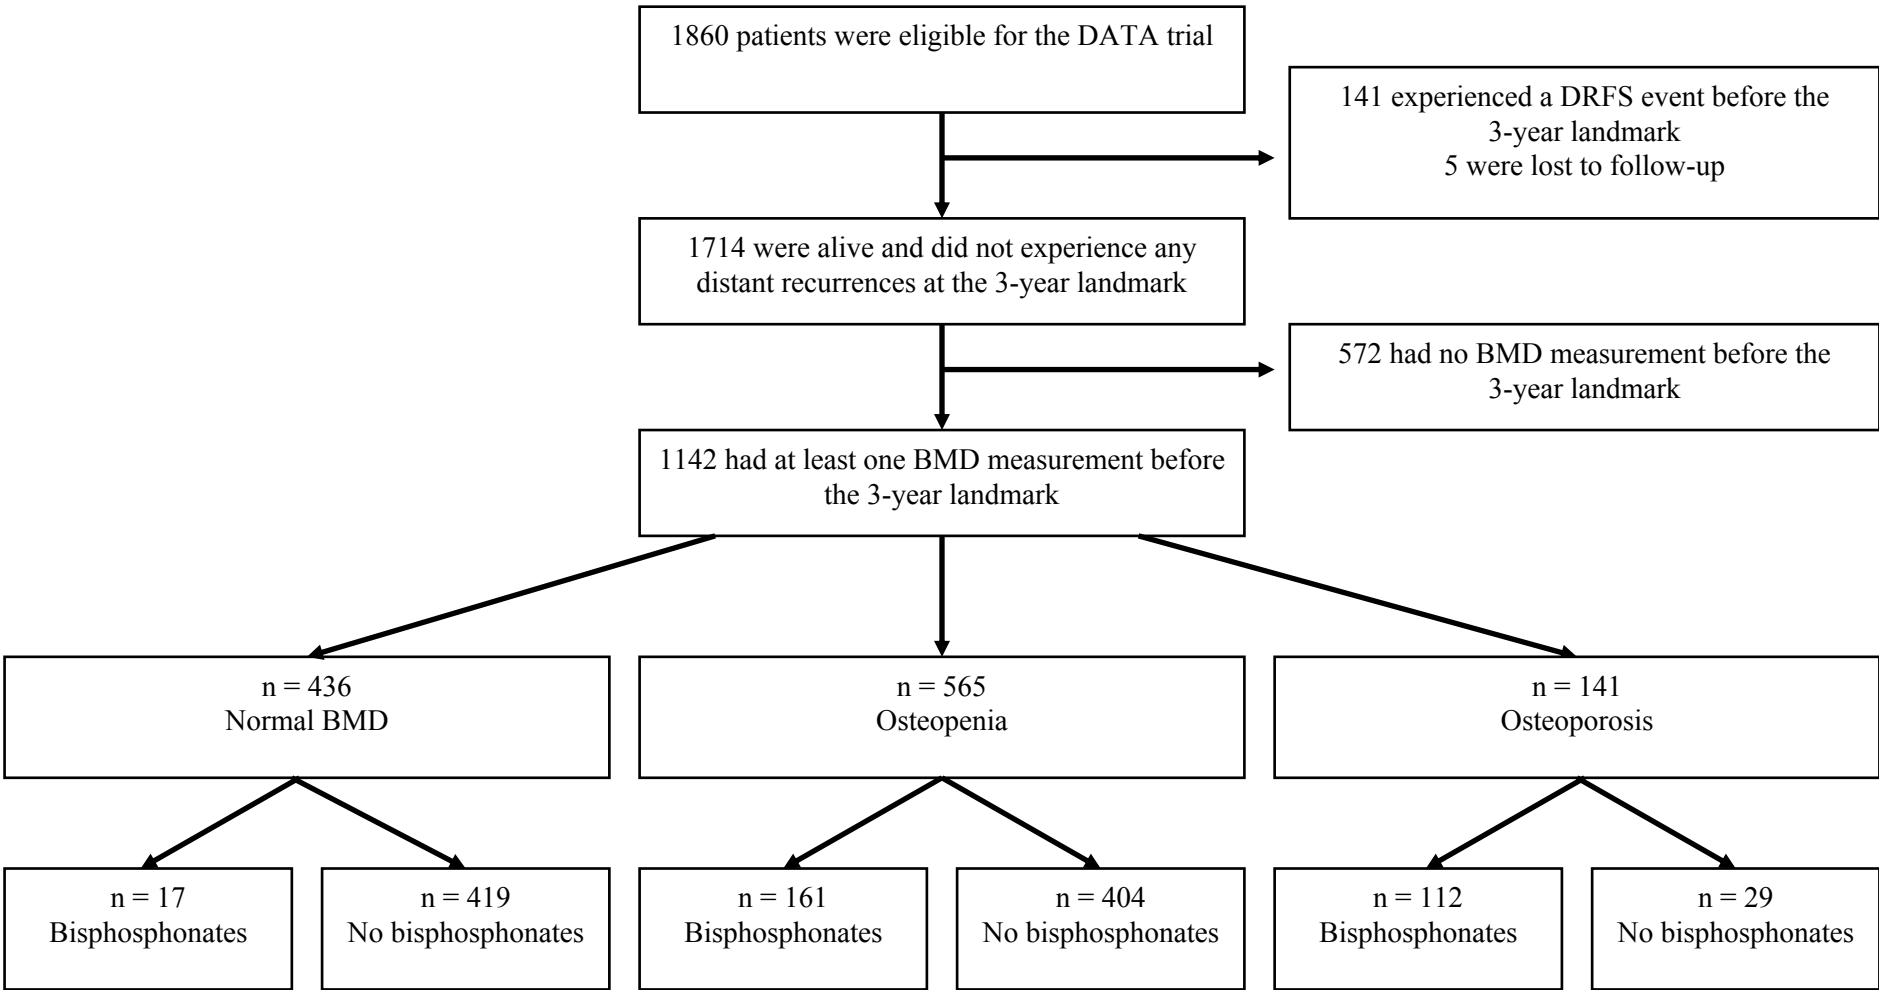 1860 patients were eligible for the DATA trial
141 experienced a DRFS event before the
3-year landmark
5 were lost to follow-up
1714 were alive and did not experience any
distant recurrences at the 3-year landmark
572 had no BMD measurement before the
3-year landmark
1142 had at least one BMD measurement before
the 3-year landmark
n = 436
Normal BMD
n = 565
Osteopenia
n = 141
Osteoporosis
n = 17
Bisphosphonates
n = 419
No bisphosphonates
n = 161
Bisphosphonates
n = 404
No bisphosphonates
n = 112
Bisphosphonates
n = 29
No bisphosphonates